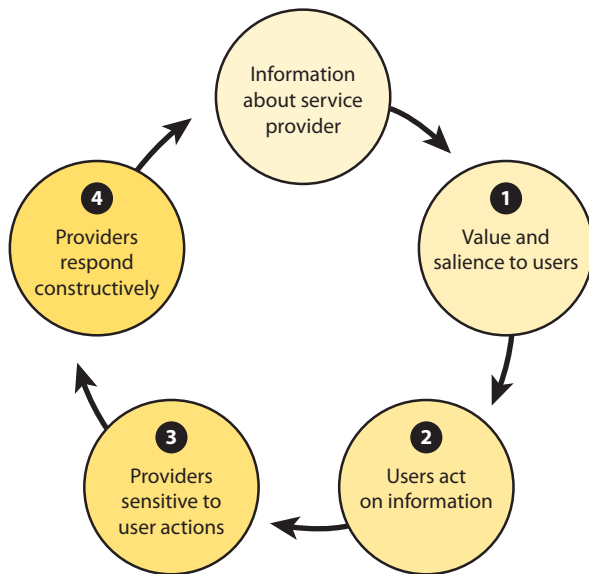 Information
about service
provider
1
Value and
salience to users
2
Users act
on information
3
Providers
sensitive to
user actions
4
Providers
respond
constructively